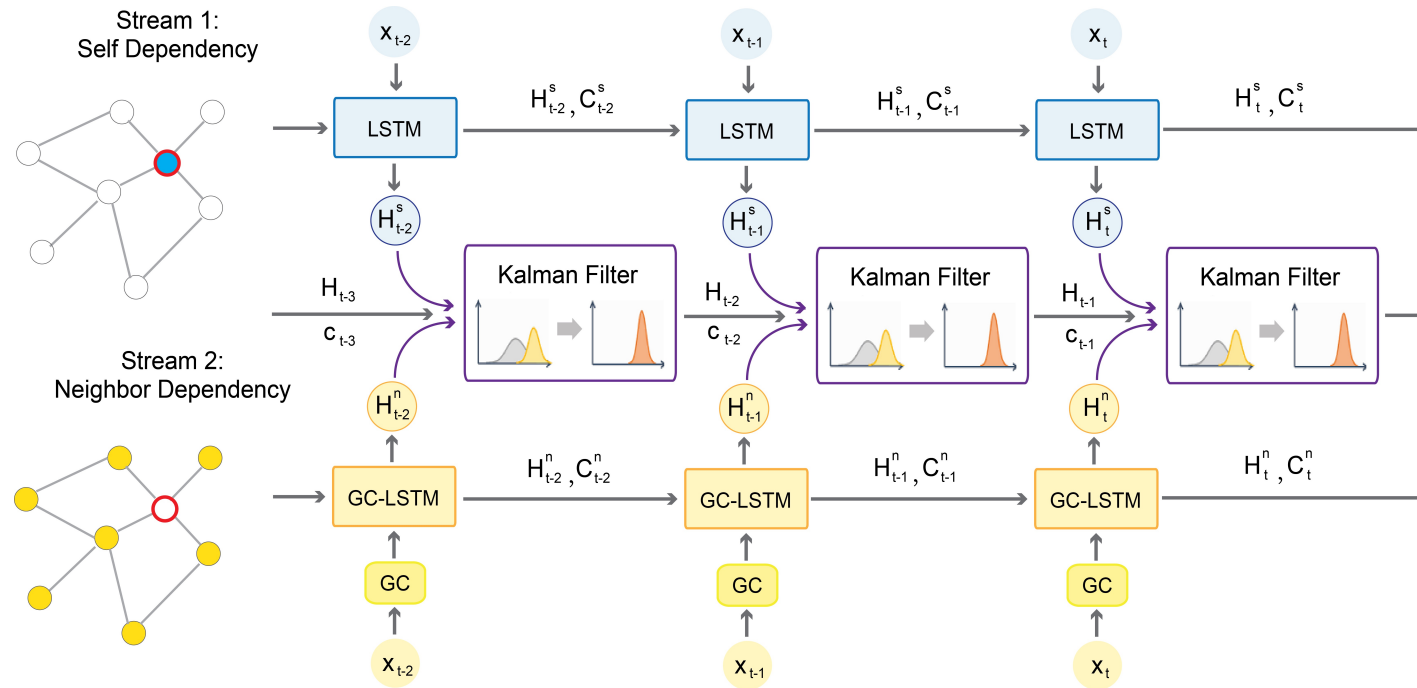 Stream 1:
Self Dependency
x t-2
x t-1
x t
LSTM
H s t-2 , C s t-2
LSTM
H s t-1 , C s t-1
LSTM
H s t , C s t
H s t-2
H s t-1
H s t
H t-3
c t-3
Kalman Filter
H t-2
c t-2
Kalman Filter
H t-1
c t-1
Kalman Filter
Stream 2:
Neighbor Dependency
H n t-2
H n t-1
H n t
GC-LSTM
H n t-2 , C n t-2
GC-LSTM
H n t-1 , C n t-1
GC-LSTM
H n t , C n t
GC
GC
GC
x t-2
x t-1
x t